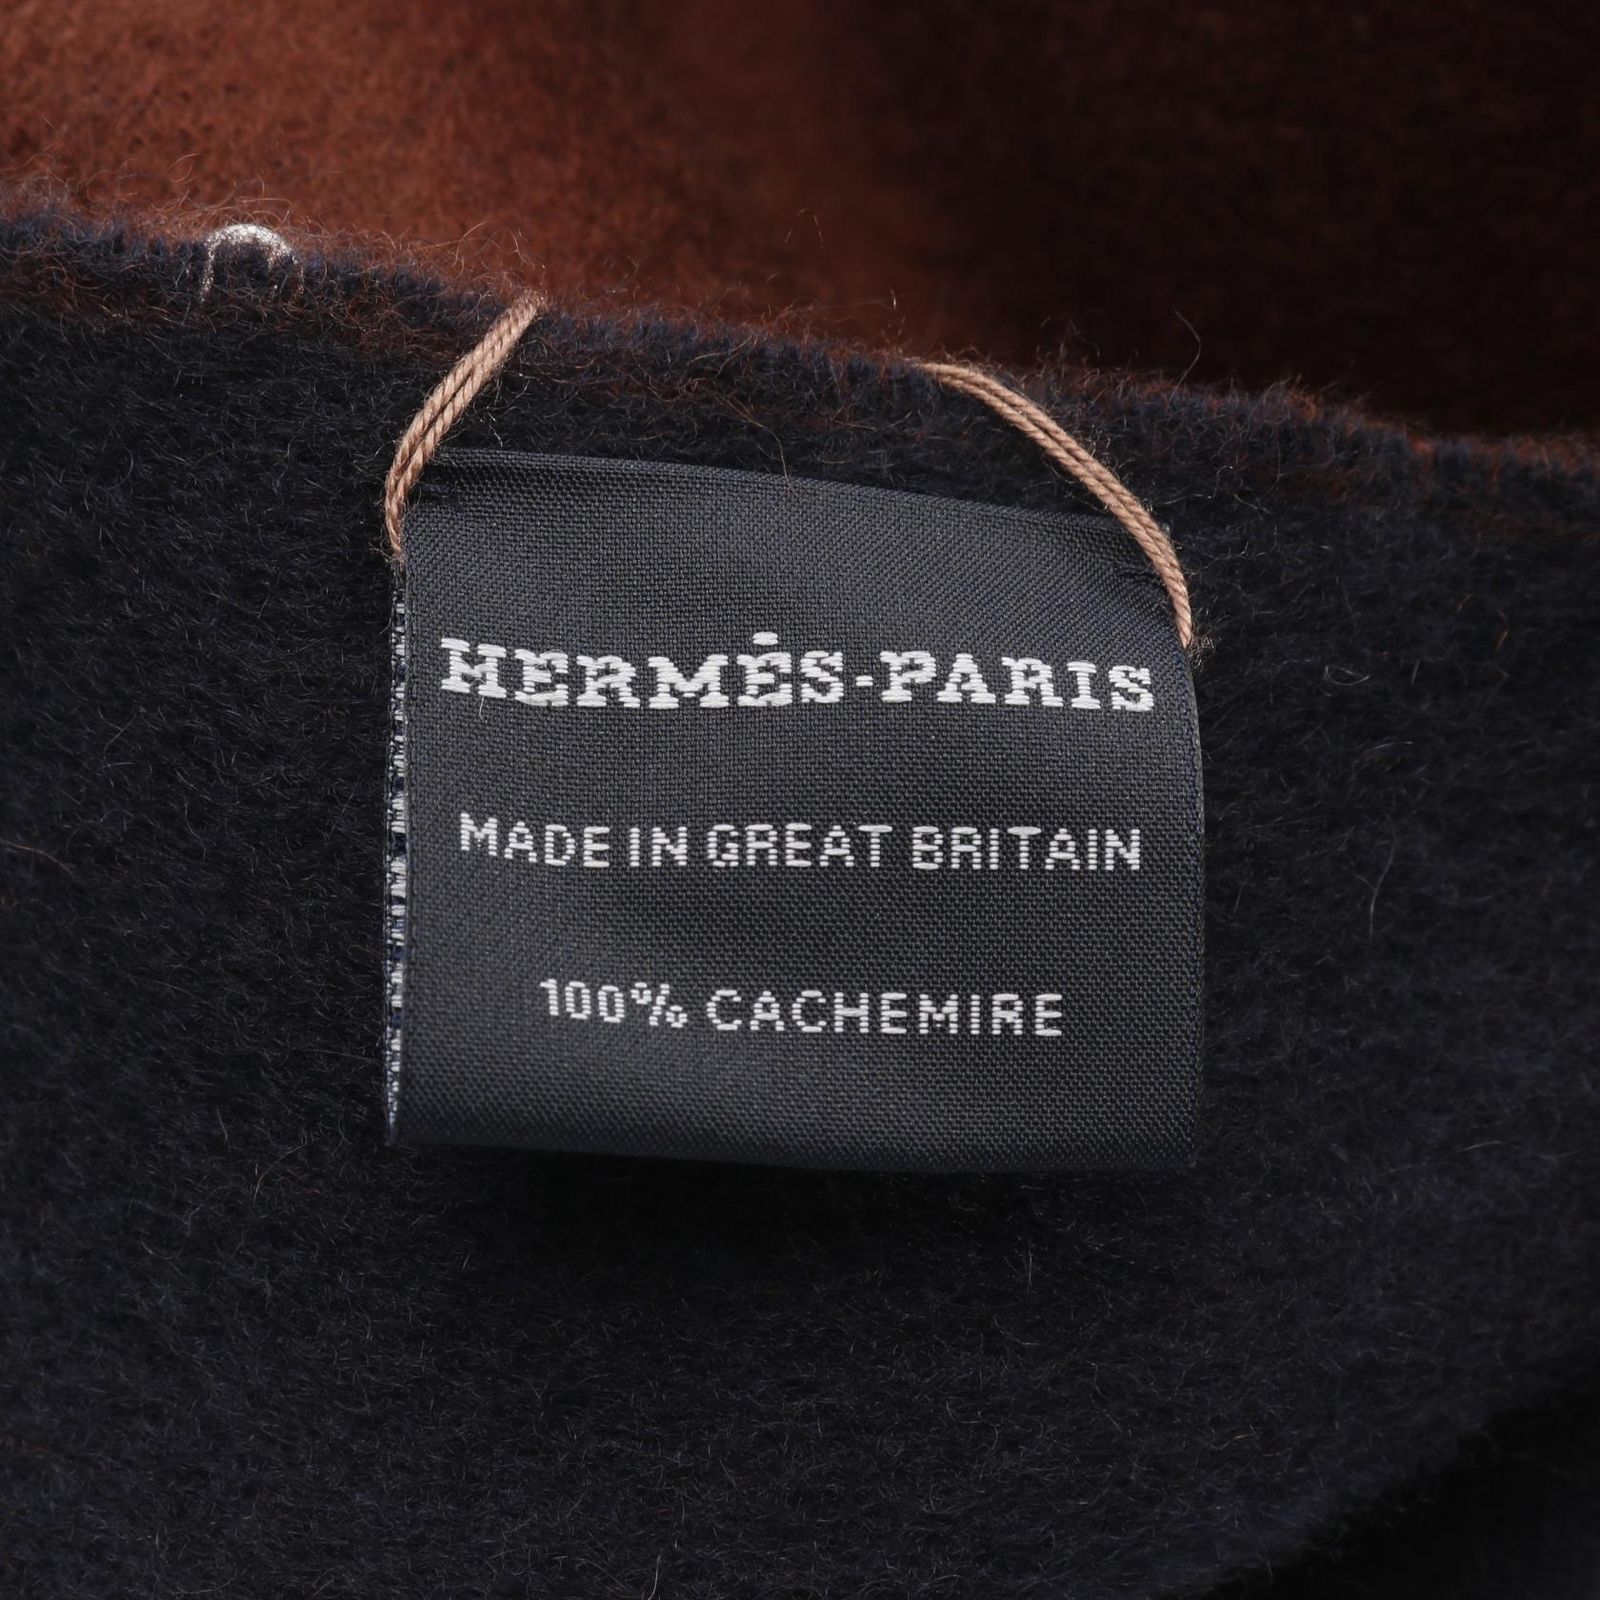 HERMÈS-PARIS
MADE IN GREAT BRITAIN
100% CACHEMIRE